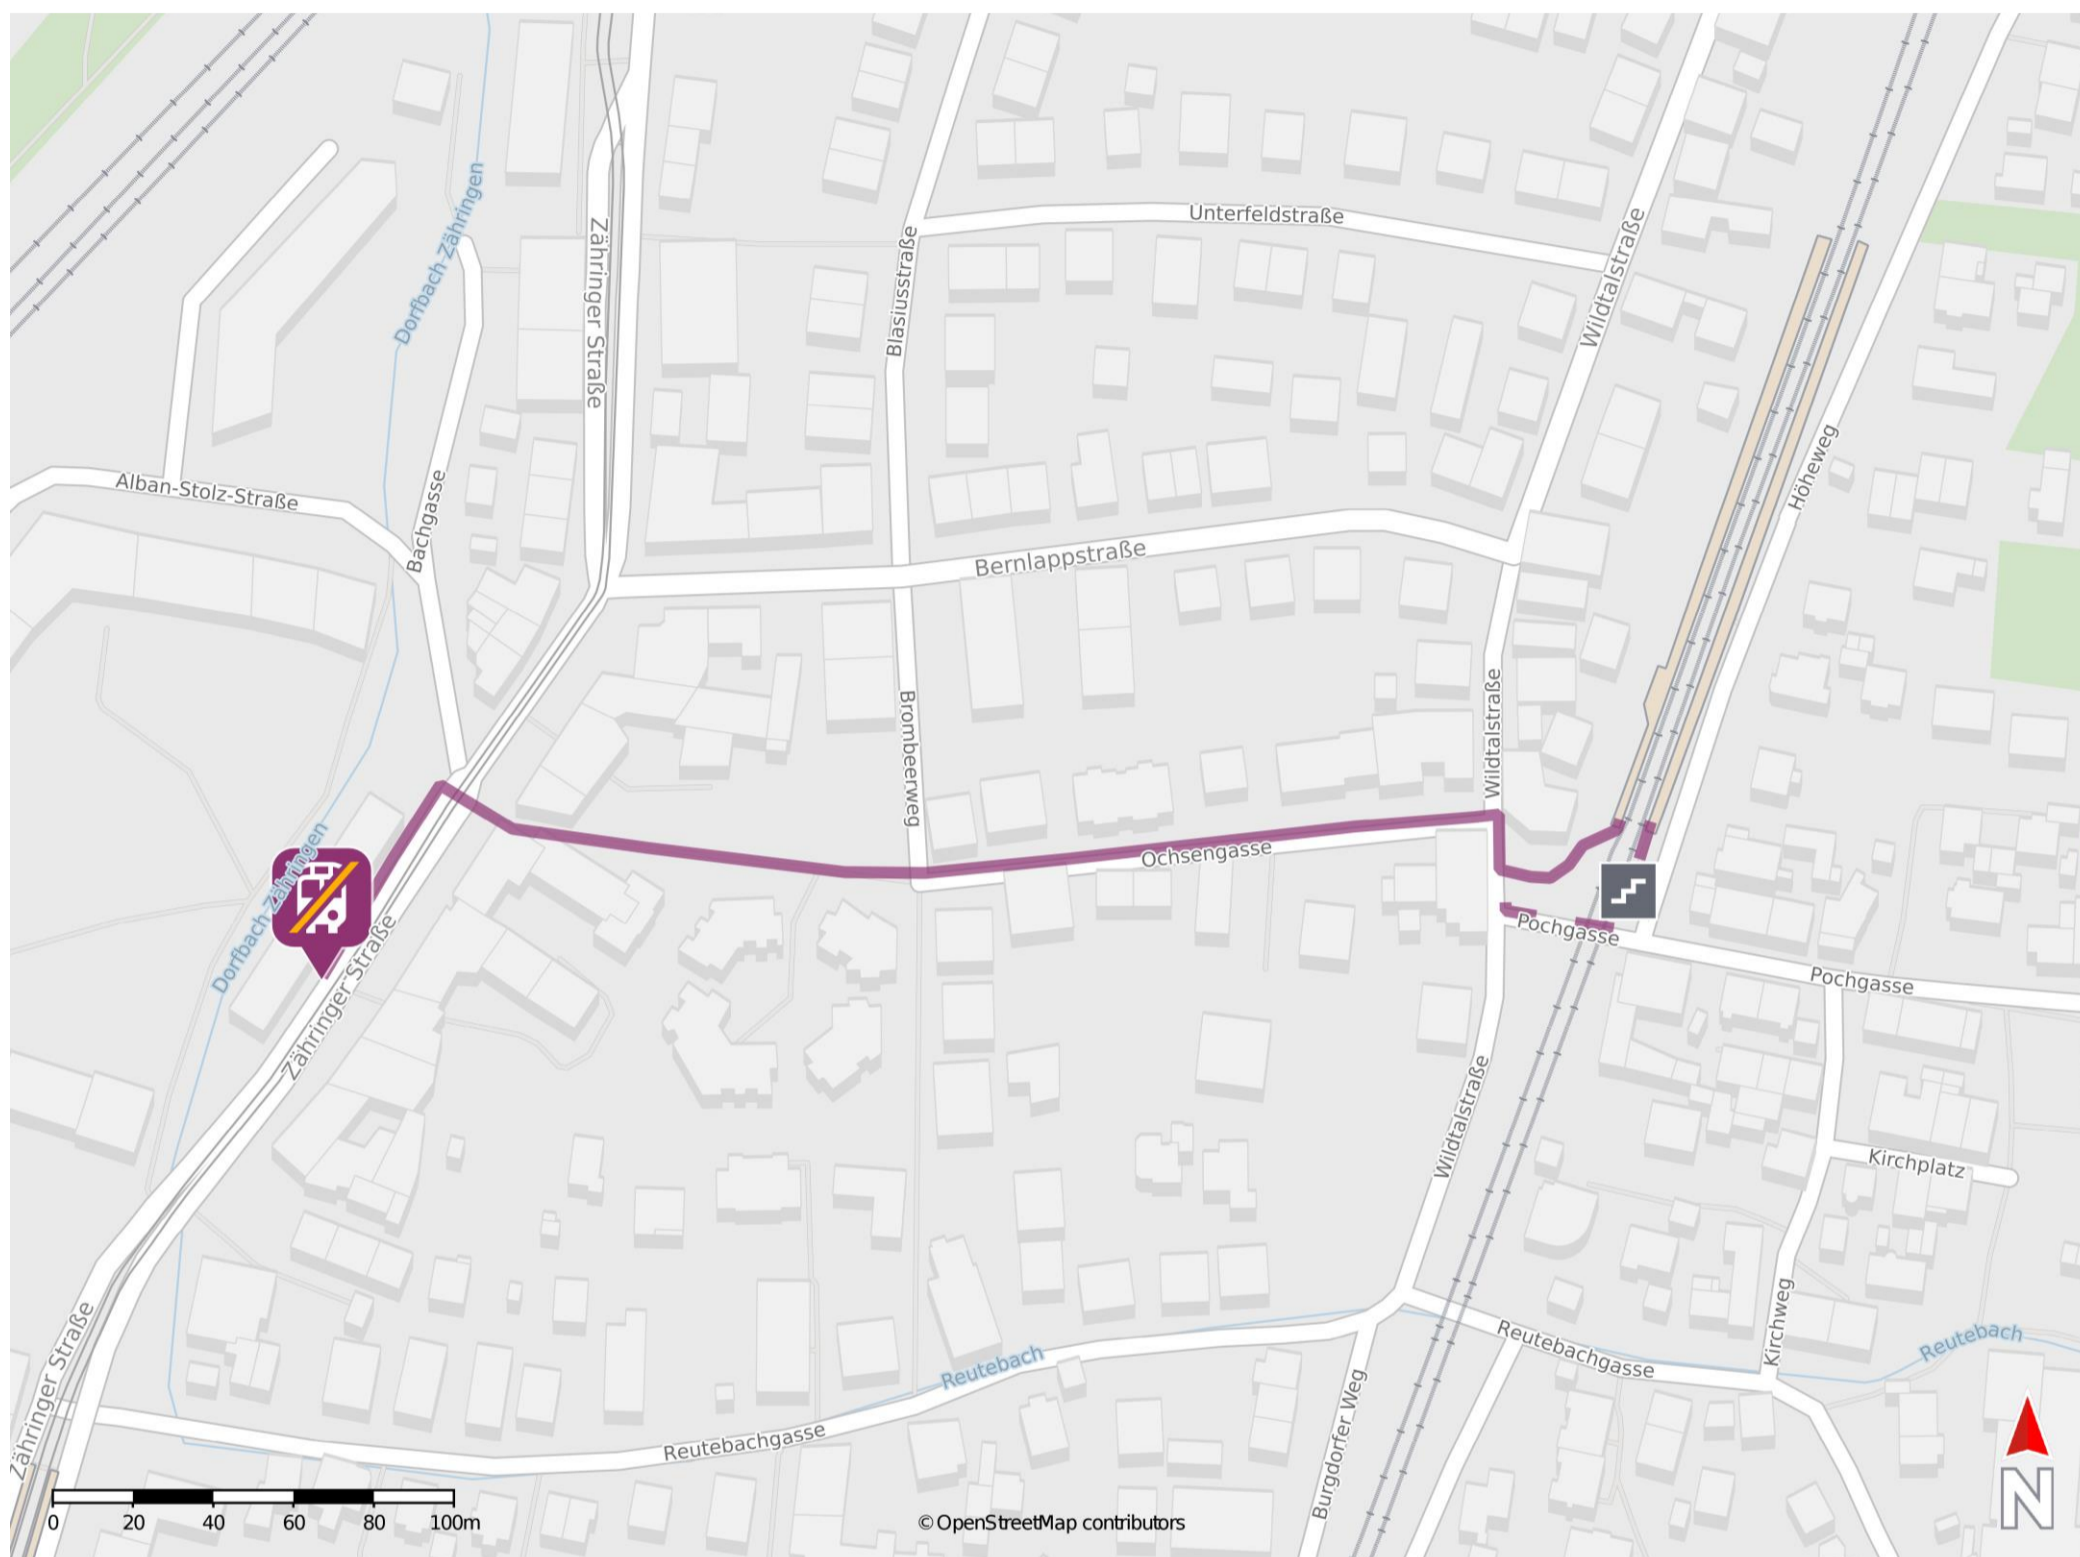 Dorfbach Zähringen
Zähringer Straße
Unterfeldstraße
Wildtalstraße
Blasiusstraße
Alban-Stolz-Straße
Bachgasse
Höheweg
Bernlappstraße
Brombeerweg
Wildtalstraße
Ochsengasse
Dorfbach Zähringen
Zähringer Straße
Pochgasse
Pochgasse
Wildtalstraße
Kirchplatz
Zähringer Straße
Reutebach
Reutebachgasse
Kirchweg
Reutebach
Burgdorfer Weg
Reutebachgasse
N
0 20 40 60 80 100m
© OpenStreetMap contributors